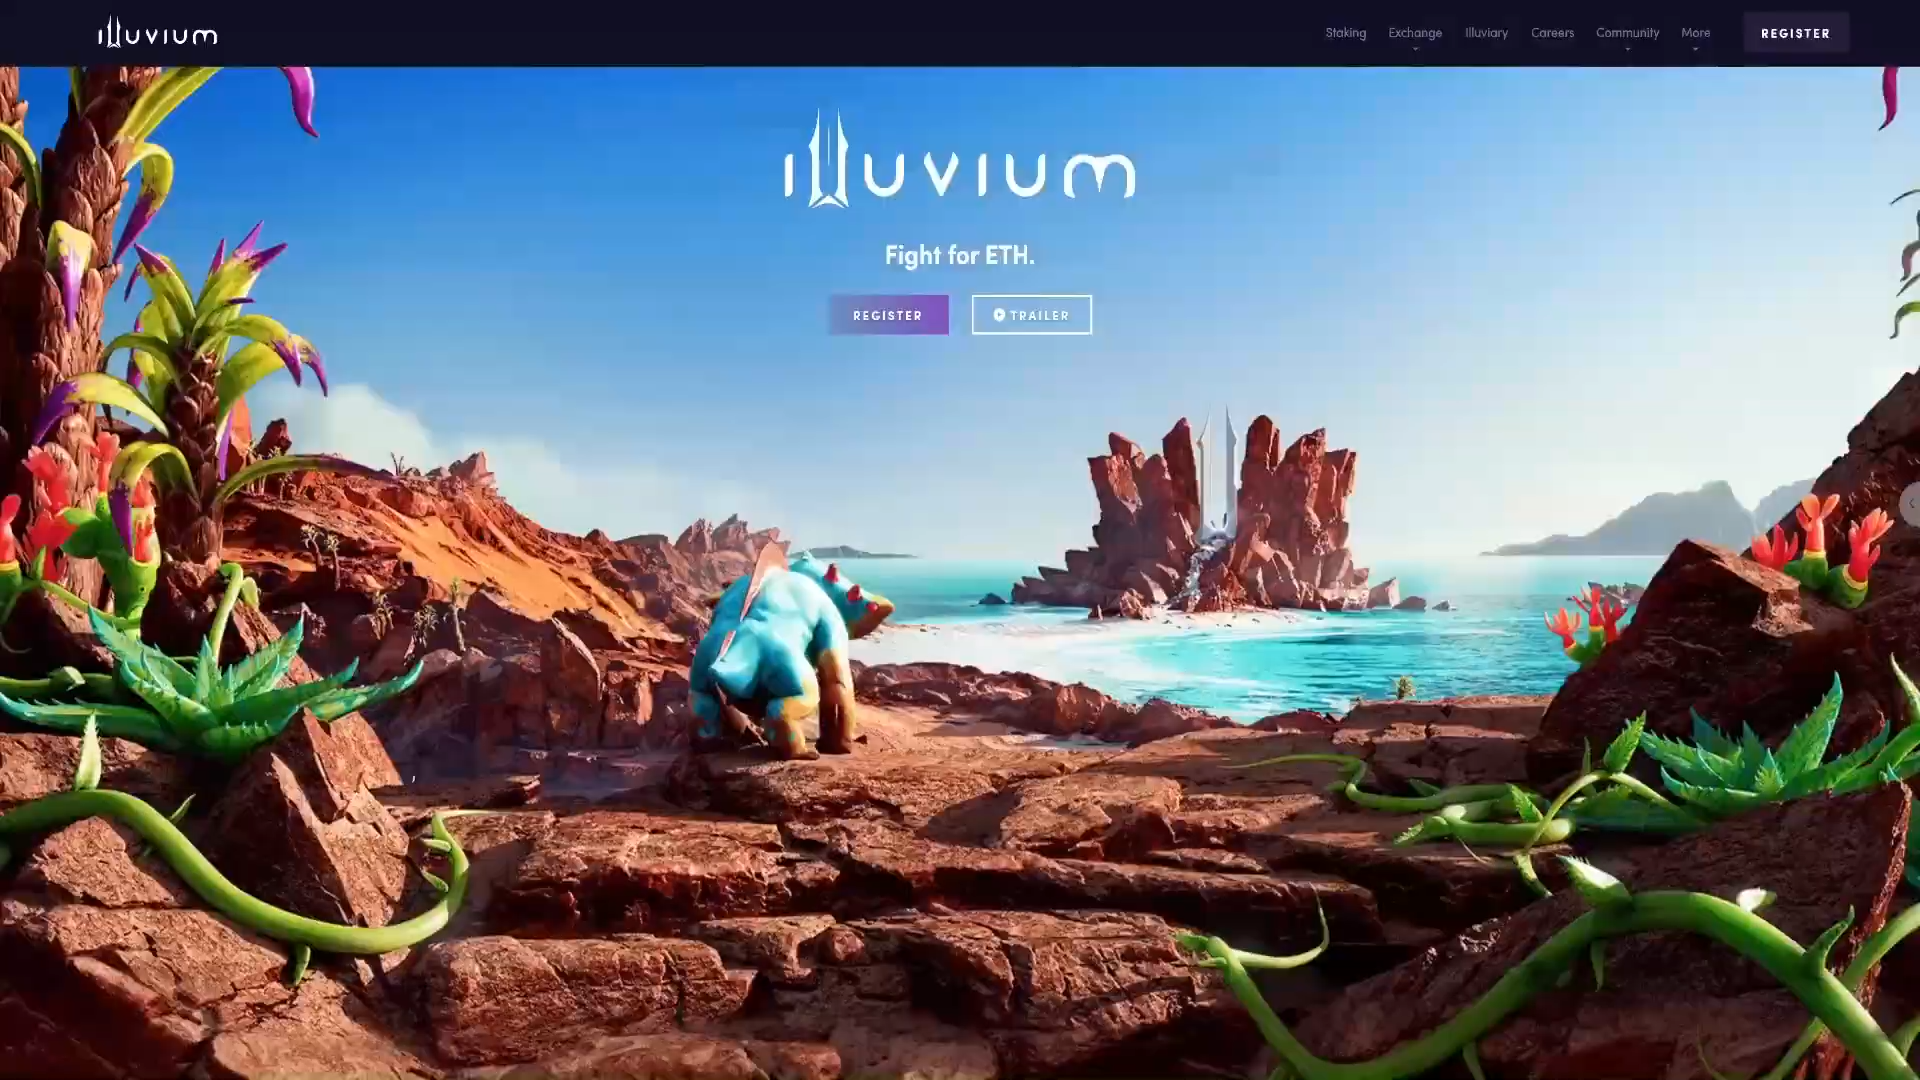 illuvium
Staking Exchange Illuviary Careers Community More REGISTER
illuvium
Fight for ETH.
REGISTER TRAILER